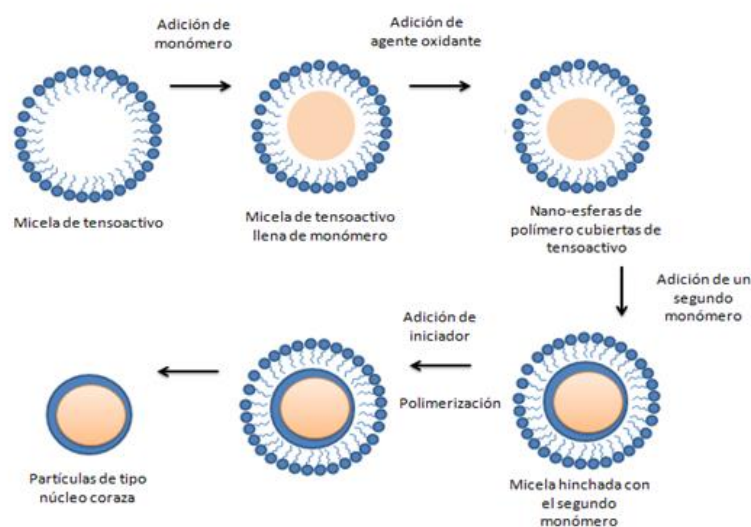 Adición de
monómero
Adición de
agente oxidante
Micela de tensoactivo
Micela de tensoactivo
llena de monómero
Nano-esferas de
polímero cubiertas de
tensoactivo
Adición de un
segundo
monómero
Adición de
iniciador
Polimerización
Partículas de tipo
núcleo coraza
Micela hinchada con
el segundo
monómero